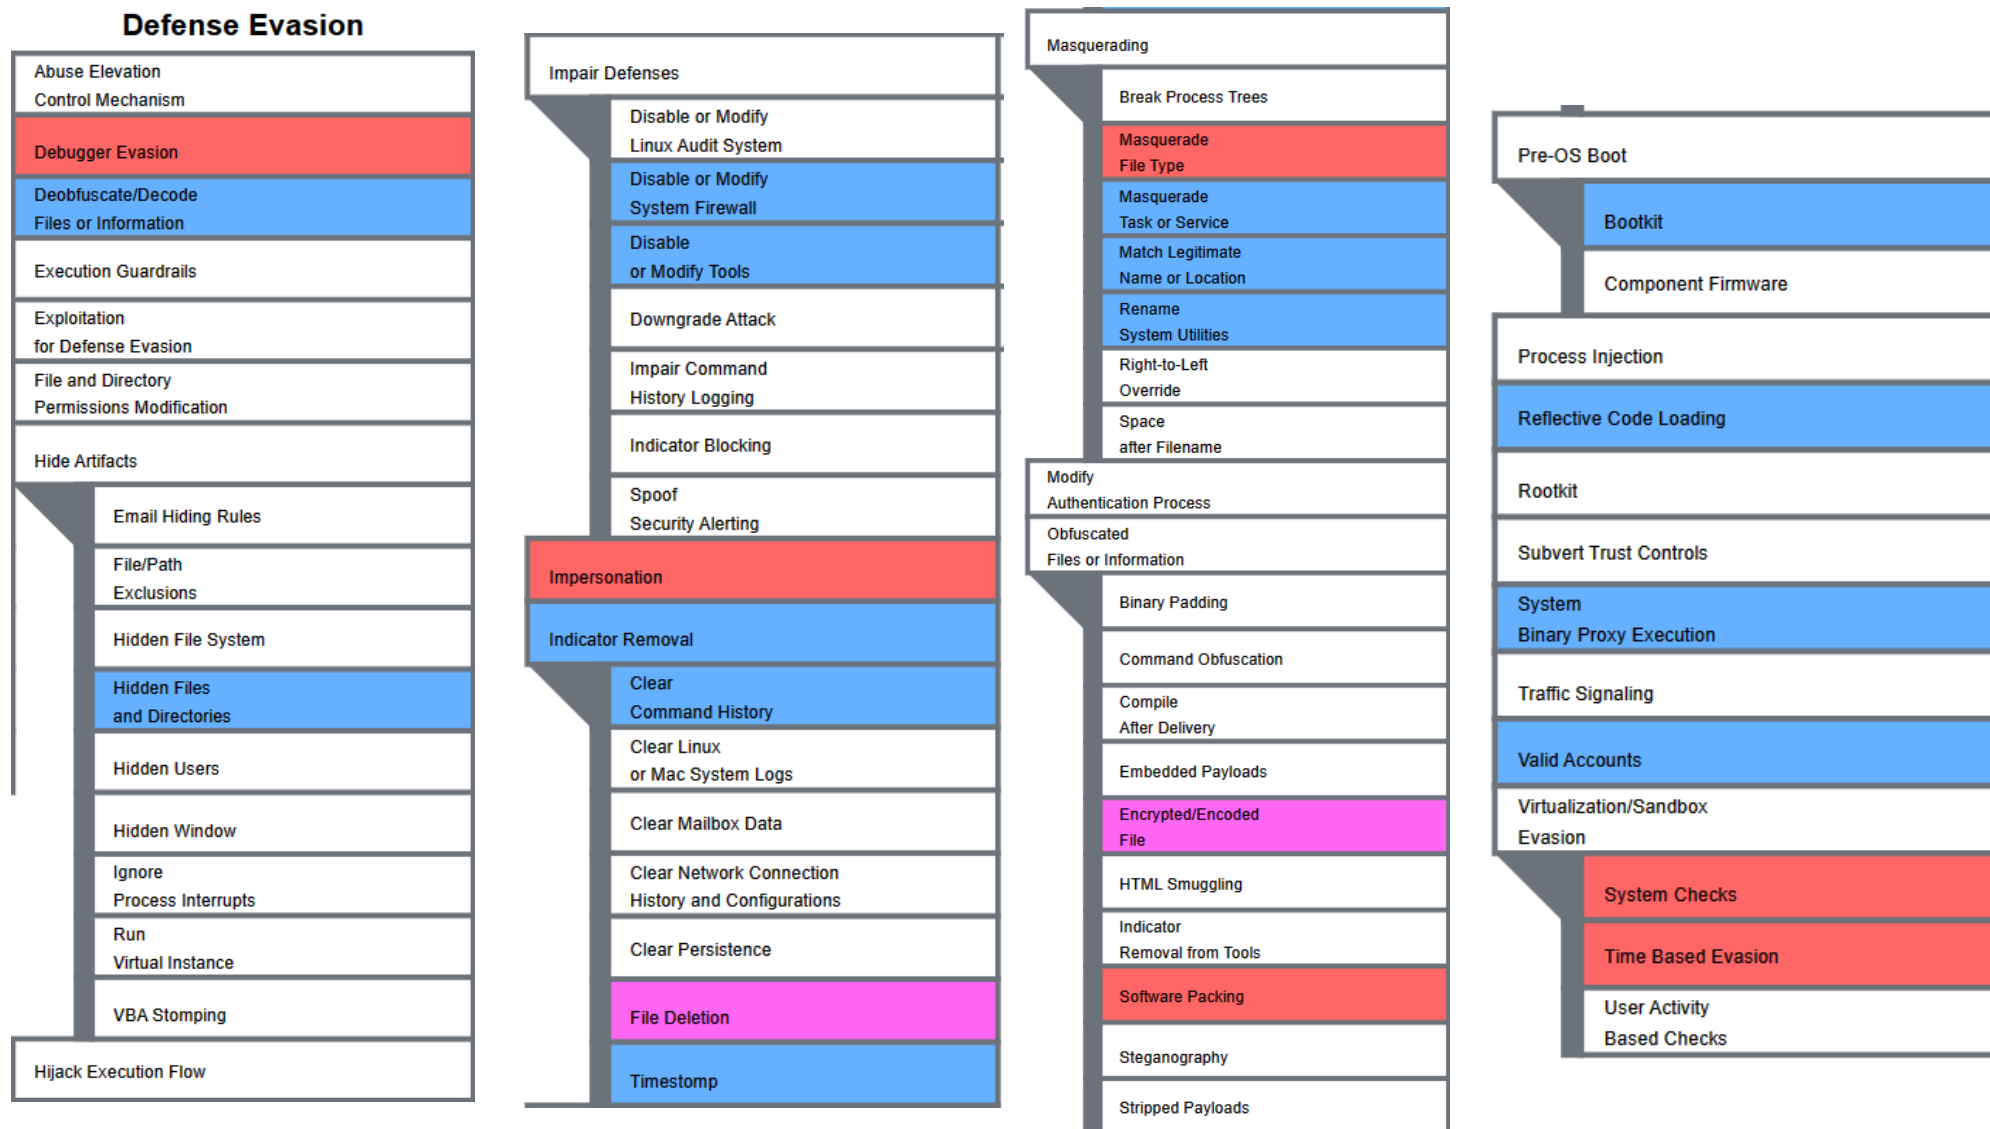 Defense Evasion
Abuse Elevation
Control Mechanism
Debugger Evasion
Deobfuscate/Decode
Files or Information
Execution Guardrails
Exploitation
for Defense Evasion
File and Directory
Permissions Modification
Hide Artifacts
Email Hiding Rules
File/Path
Exclusions
Hidden File System
Hidden Files
and Directories
Hidden Users
Hidden Window
Ignore
Process Interrupts
Run
Virtual Instance
VBA Stomping
Hijack Execution Flow
Impair Defenses
Disable or Modify
Linux Audit System
Disable or Modify
System Firewall
Disable
or Modify Tools
Downgrade Attack
Impair Command
History Logging
Indicator Blocking
Spoof
Security Alerting
Impersonation
Indicator Removal
Clear
Command History
Clear Linux
or Mac System Logs
Clear Mailbox Data
Clear Network Connection
History and Configurations
Clear Persistence
File Deletion
Timestomp
Masquerading
Break Process Trees
Masquerade
File Type
Masquerade
Task or Service
Match Legitimate
Name or Location
Rename
System Utilities
Right-to-Left
Override
Space
after Filename
Modify
Authentication Process
Obfuscated
Files or Information
Binary Padding
Command Obfuscation
Compile
After Delivery
Embedded Payloads
Encrypted/Encoded
File
HTML Smuggling
Indicator
Removal from Tools
Software Packing
Steganography
Stripped Payloads
Pre-OS Boot
Bootkit
Component Firmware
Process Injection
Reflective Code Loading
Rootkit
Subvert Trust Controls
System
Binary Proxy Execution
Traffic Signaling
Valid Accounts
Virtualization/Sandbox
Evasion
System Checks
Time Based Evasion
User Activity
Based Checks